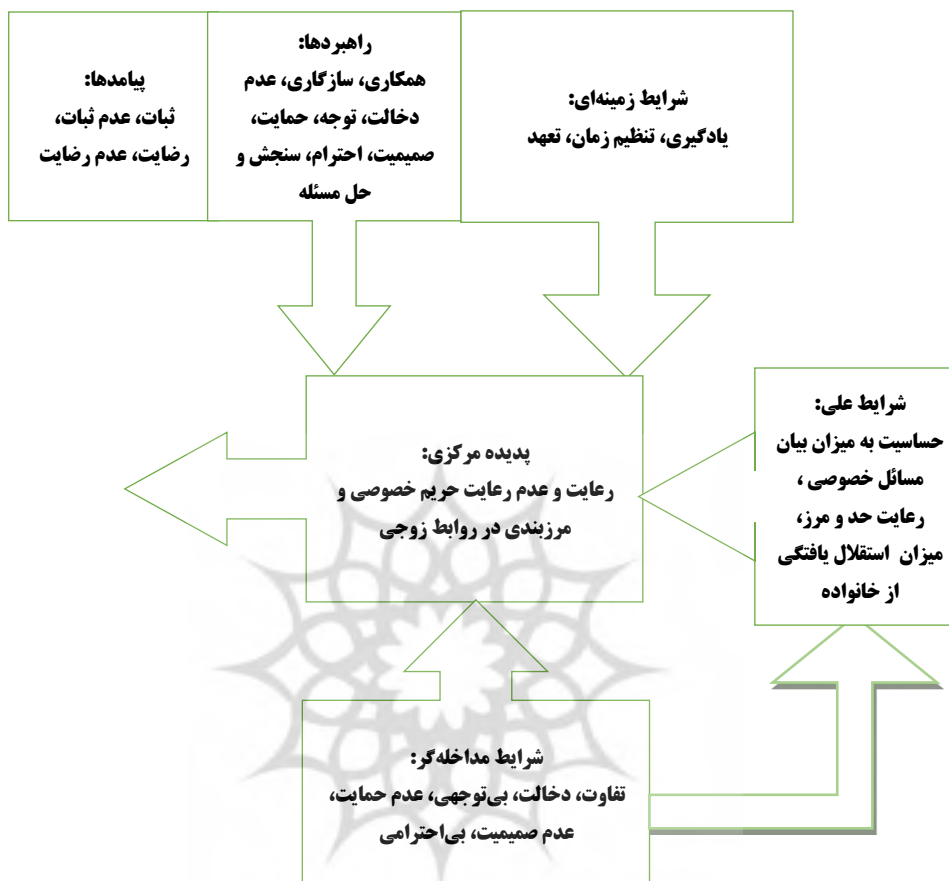 شرایط زمینه‌ای:
یادگیری، تنظیم زمان، تعهد
راهبردها:
همکاری، سازگاری، عدم
دخالت، توجه، حمایت،
صمیمیت، احترام، سنجش و
حل مسئله
پیامدها:
ثبات، عدم ثبات،
رضایت، عدم رضایت
شرایط علی:
حساسیت به میزان بیان
مسائل خصوصی ،
رعایت حد و مرز،
میزان استقلال یافتگی
از خانواده
پدیده مرکزی:
رعایت و عدم رعایت حریم خصوصی و
مرزبندی در روابط زوجی
شرایط مداخله‌گر:
تفاوت، دخالت، بی‌توجهی، عدم حمایت،
عدم صمیمیت، بی‌احترامی